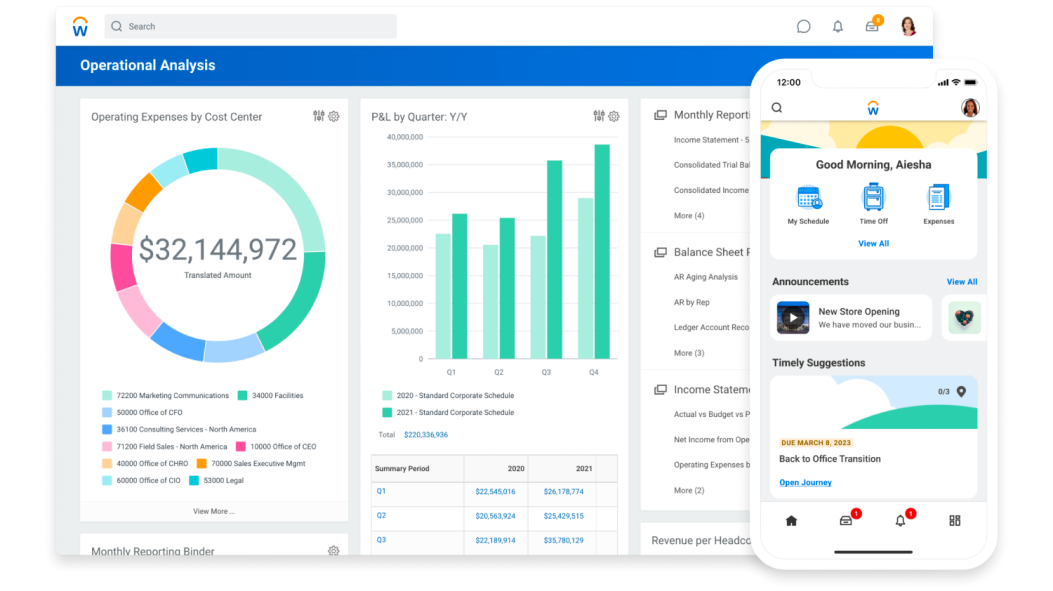 w
Search
8
Operational Analysis
Operating Expenses by Cost Center
$32,144,972
Translated Amount
72200 Marketing Communications
34000 Facilities
50000 Office of CFO
36100 Consulting Services - North America
71200 Field Sales - North America
10000 Office of CEO
40000 Office of CHRO
70000 Sales Executive Mgmt
60000 Office of CIO
53000 Legal
View More ...
Monthly Reporting Binder
P&L by Quarter: Y/Y
40,000,000
35,000,000
30,000,000
25,000,000
20,000,000
15,000,000
10,000,000
5,000,000
0
Q1 Q2 Q3 Q4
2020 - Standard Corporate Schedule
2021 - Standard Corporate Schedule
Total $220,336,936
Summary Period 2020 2021
Q1 $22,545,016 $26,178,774
Q2 $20,563,924 $25,429,515
Q3 $22,189,914 $35,780,129
Monthly Reporti
Income Statement - 5
Consolidated Trial Bal
Consolidated Income
More (4)
Balance Sheet
AR Aging Analysis
AR by Rep
Ledger Account Reco
More (3)
Income Statem
Actual vs Budget vs P
Net Income from Ope
Operating Expenses b
More (2)
Revenue per Headco
12:00
w
Good Morning, Aiesha
My Schedule
Time Off
Expenses
View All
Announcements
View All
New Store Opening
We have moved our busin...
Timely Suggestions
0/3
DUE MARCH 8, 2023
Back to Office Transition
Open Journey
1
1